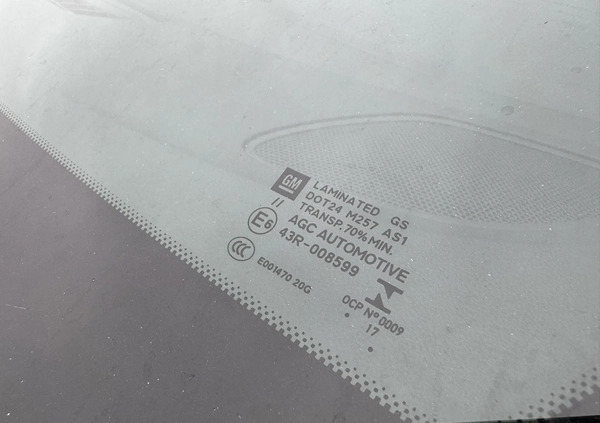 GM
LAMINATED GS
DOT24 M257 AS1
TRANSP. 70% MIN.
//
E6
AGC AUTOMOTIVE
43R-008599
CCC
E001470 20G
OCP Nº 0009
17